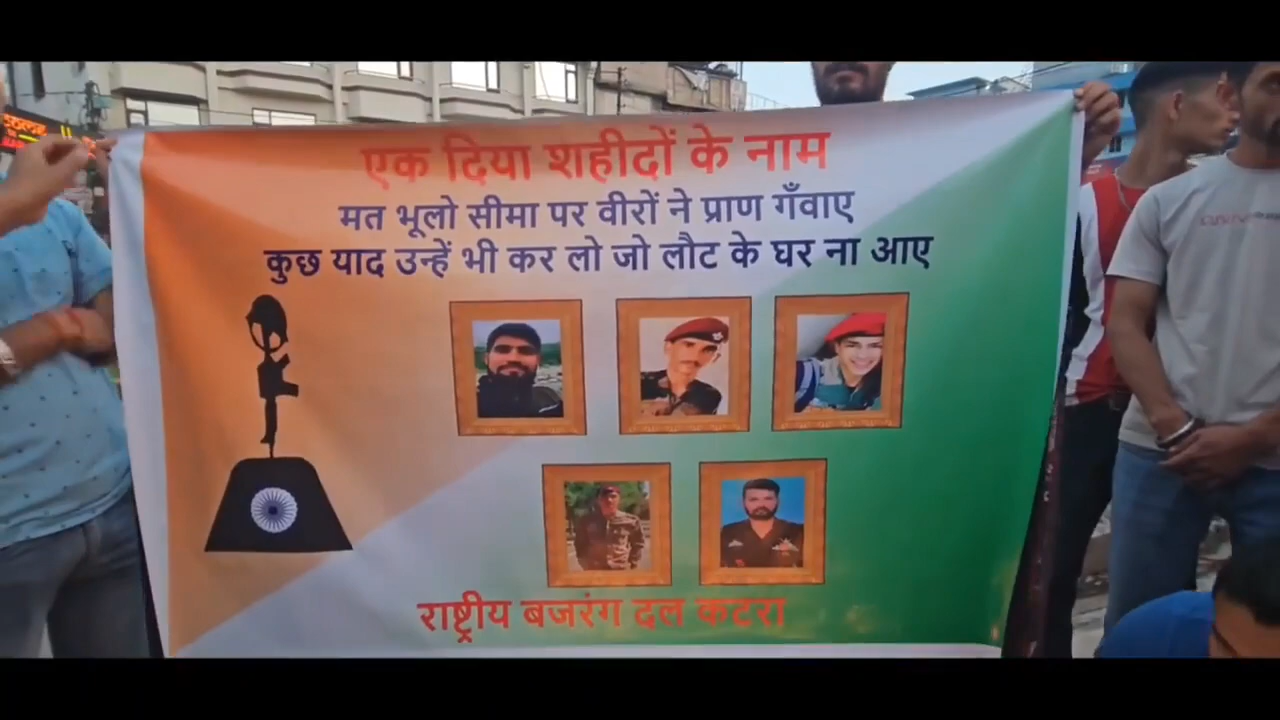 एक दिया शहीदों के नाम
मत भूलो सीमा पर वीरों ने प्राण गँवाए
कुछ याद उन्हें भी कर लो जो लौट के घर ना आए
राष्ट्रीय बजरंग दल कटरा